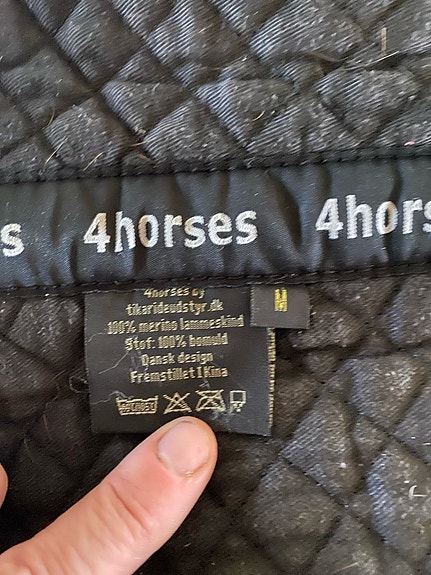 s 4horses 4hors
4horses by
tikarideudstyr.dk
100% merino lammeskind
Stof: 100% bomuld
Dansk design
Fremstillet I Kina